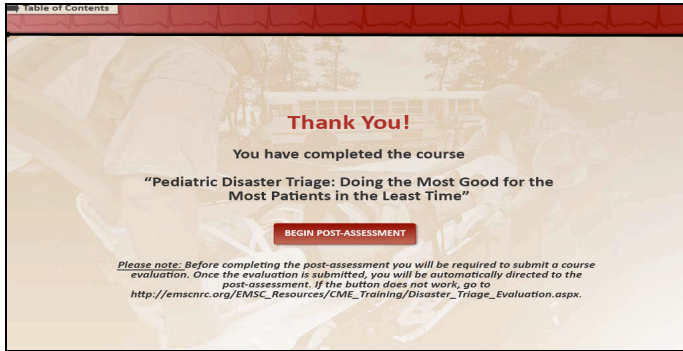 Table of Contents
Thank You!
You have completed the course
“Pediatric Disaster Triage: Doing the Most Good for the
Most Patients in the Least Time”
BEGIN POST-ASSESSMENT
Please note: Before completing the post-assessment you will be required to submit a course
evaluation. Once the evaluation is submitted, you will be automatically directed to the
post-assessment. If the button does not work, go to
http://emscnrc.org/EMSC_Resources/CME_Training/Disaster_Triage_Evaluation.aspx.